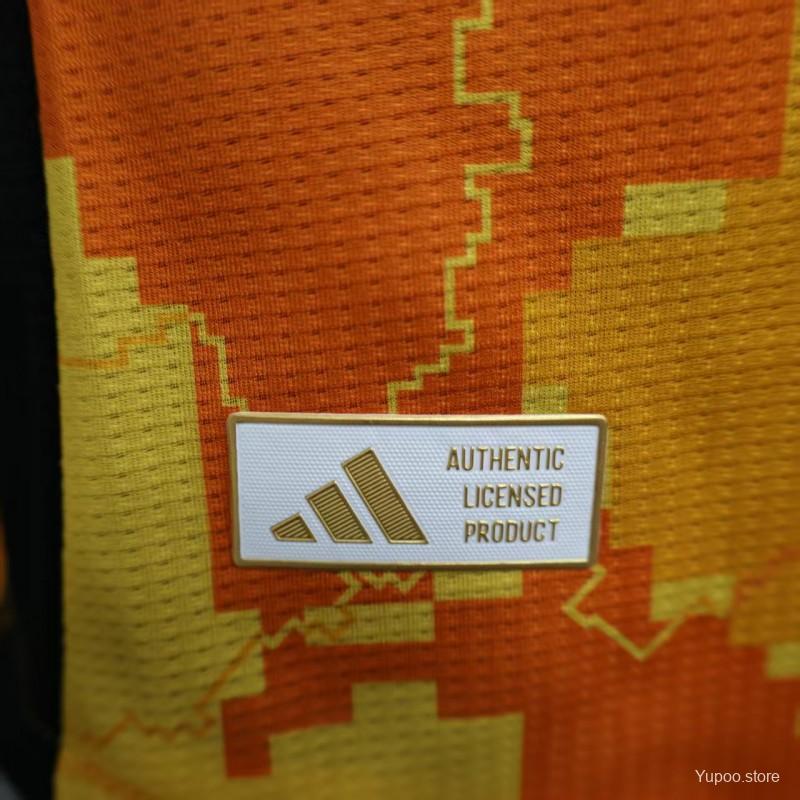 AUTHENTIC
LICENSED
PRODUCT
Yupoo.store